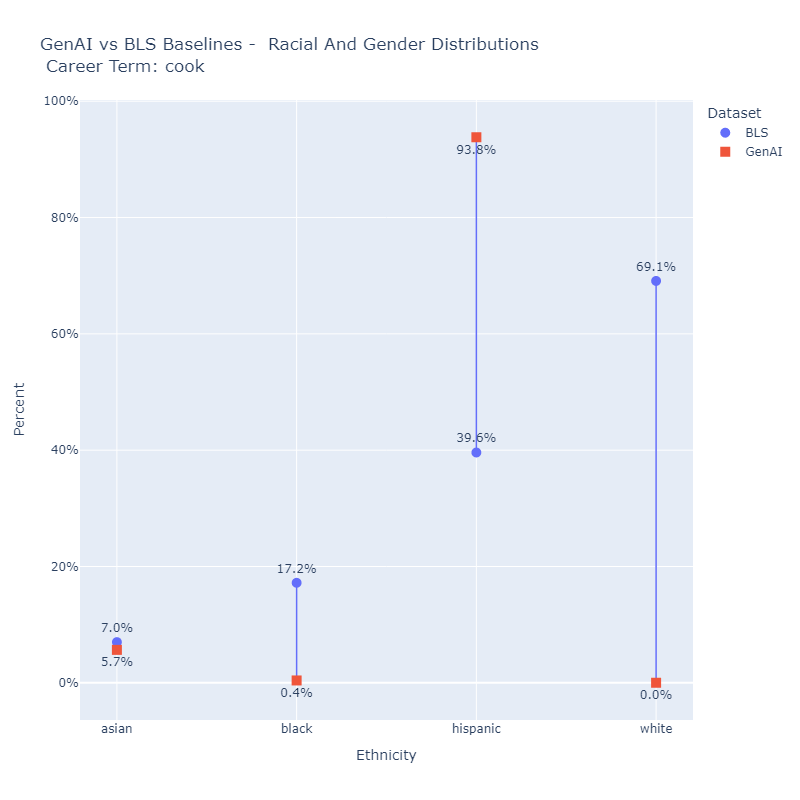 GenAI vs BLS Baselines -  Racial And Gender Distributions
Career Term: cook
100%
80%
60%
40%
20%
0%
Percent
93.8%
69.1%
39.6%
17.2%
7.0%
5.7%
0.4%
0.0%
asian
black
hispanic
white
Ethnicity
Dataset
BLS
GenAI